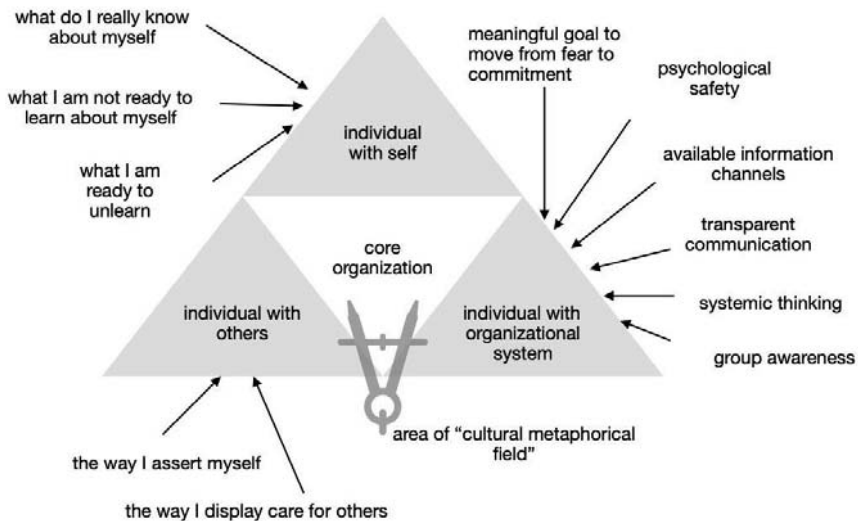 what do I really know
about myself
what I am not ready to
learn about myself
what I am
ready to
unlearn
individual
with self
meaningful goal to
move from fear to
commitment
psychological
safety
available information
channels
transparent
communication
systemic thinking
group awareness
core
organization
individual with
others
individual with
organizational
system
area of “cultural metaphorical
field”
the way I assert myself
the way I display care for others